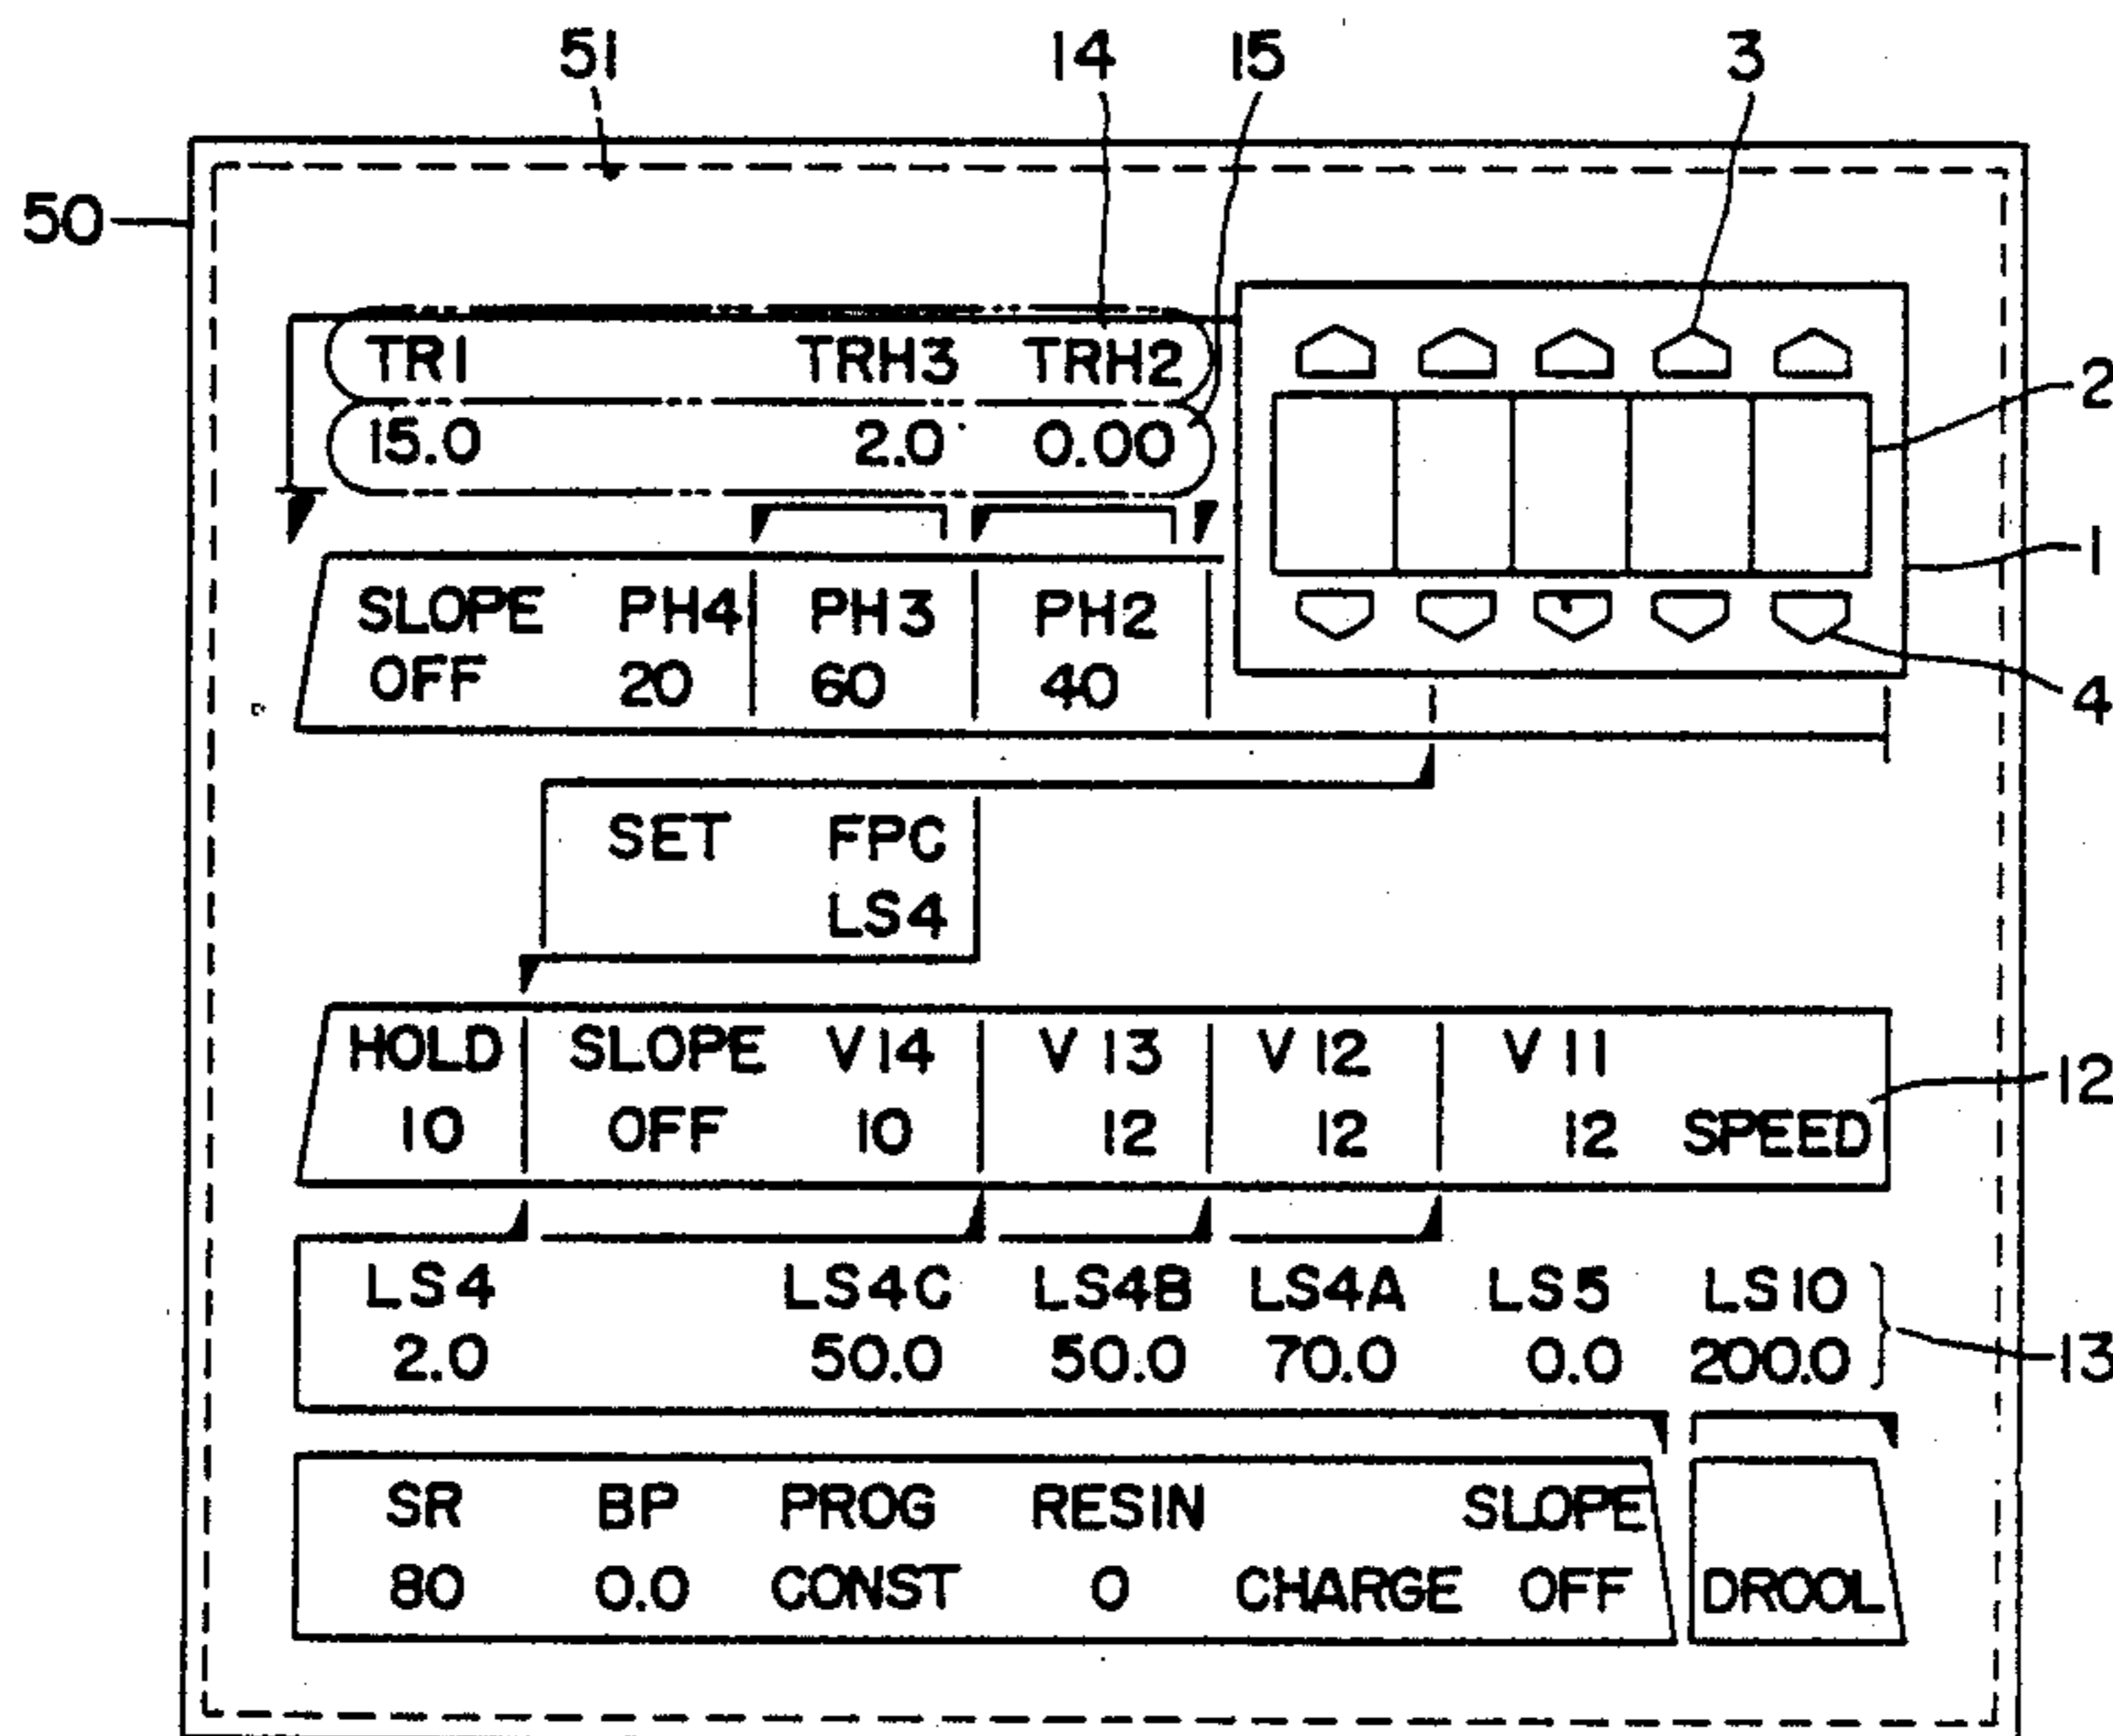 51 14 15 3
50
TR1 TRH3 TRH2
2
15.0 2.0 0.00
1
SLOPE PH4 PH3 PH2
OFF 20 60 40
4
SET FPC
LS4
HOLD SLOPE V14 V13 V12 V11
12
10 OFF 10 12 12 12 SPEED
LS4 LS4C LS4B LS4A LS5 LS10
13
2.0 50.0 50.0 70.0 0.0 200.0
SR BP PROG RESIN SLOPE
80 0.0 CONST 0 CHARGE OFF DROOL